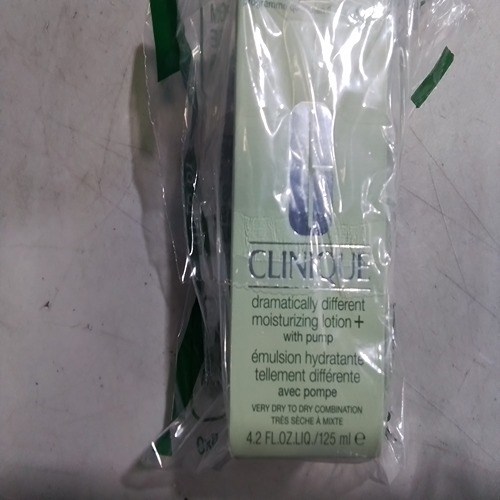 CLINIQUE
dramatically different
moisturizing lotion+
with pump
émulsion hydratante
tellement différente
avec pompe
VERY DRY TO DRY COMBINATION
TRÈS SÈCHE À MIXTE
4.2 FL.OZ.LIQ./125 ml e